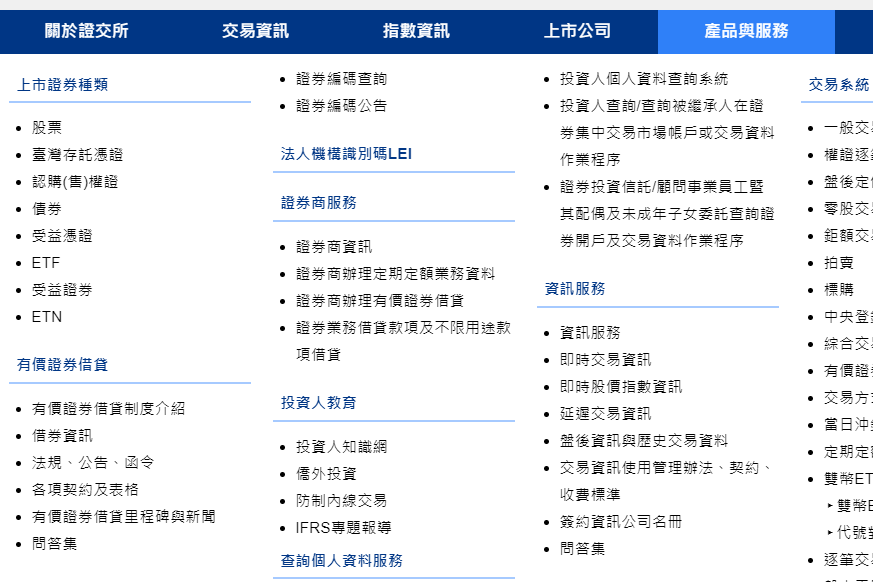 關於證交所
交易資訊
指數資訊
上市公司
產品與服務
上市證券種類
股票
臺灣存託憑證
認購(售)權證
債券
受益憑證
ETF
受益證券
ETN
有價證券借貸
有價證券借貸制度介紹
借券資訊
法規、公告、函令
各項契約及表格
有價證券借貸里程碑與新聞
問答集
證券編碼查詢
證券編碼公告
法人機構識別碼LEI
證券商服務
證券商資訊
證券商辦理定期定額業務資料
證券商辦理有價證券借貸
證券業務借貸款項及不限用途款
項借貸
投資人教育
投資人知識網
僑外投資
防制內線交易
IFRS專題報導
查詢個人資料服務
投資人個人資料查詢系統
投資人查詢/查詢被繼承人在證
券集中交易市場帳戶或交易資料
作業程序
證券投資信託/顧問事業員工暨
其配偶及未成年子女委託查詢證
券開戶及交易資料作業程序
資訊服務
資訊服務
即時交易資訊
即時股價指數資訊
延遲交易資訊
盤後資訊與歷史交易資料
交易資訊使用管理辦法、契約、
收費標準
簽約資訊公司名冊
問答集
交易系統
一般交
權證逐
盤後定
零股交
鉅額交
拍賣
標購
中央登
綜合交
有價證
交易方
當日沖
定期定
雙幣ET
雙幣E
代號
逐筆交